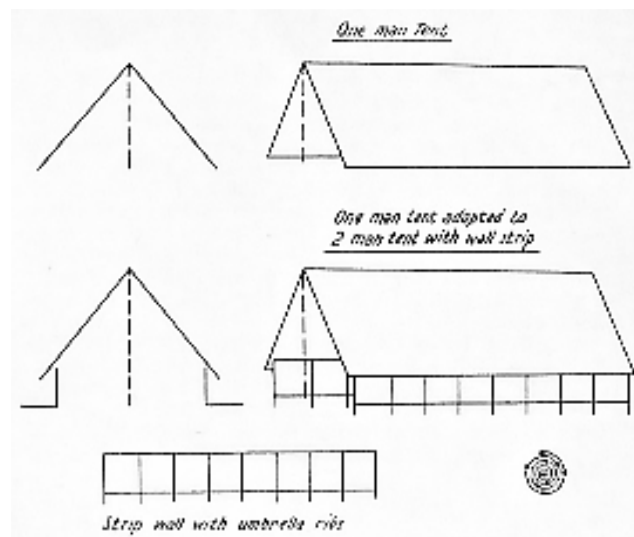 One man Tent
One man tent adapted to
2 man tent with wall strip
Strip wall with umbrella ribs